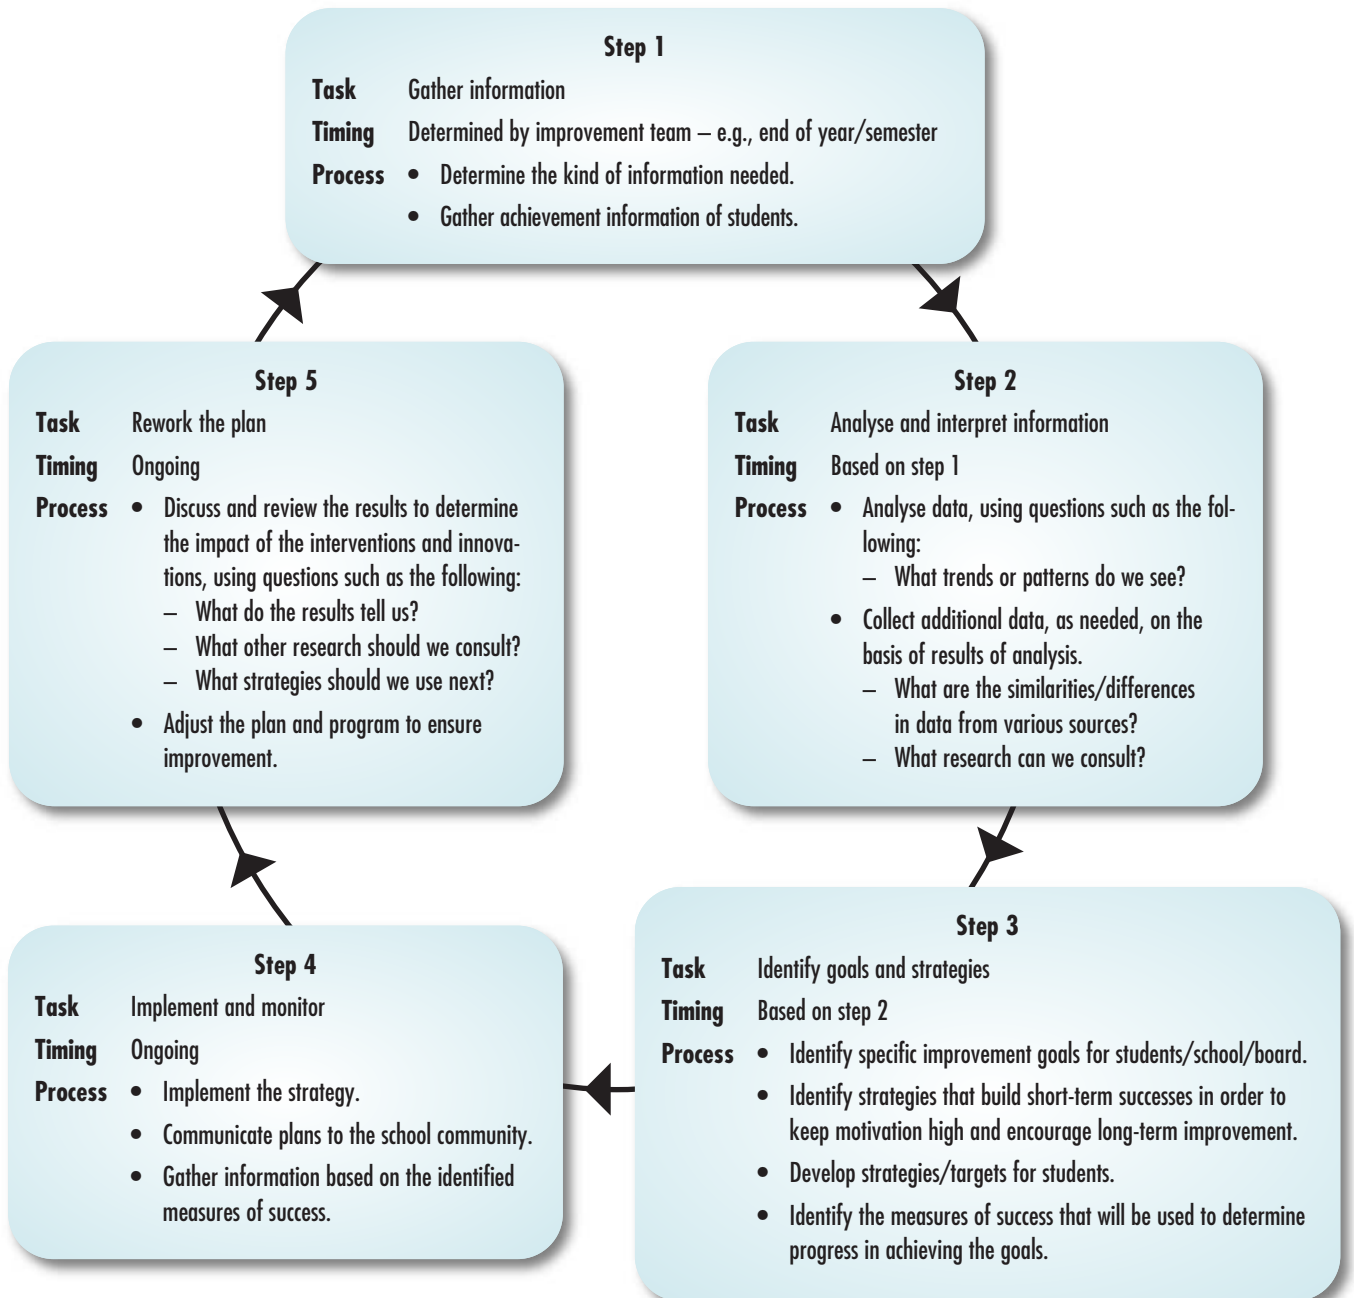 Step 1
Task Gather information
Timing Determined by improvement team – e.g., end of year/semester
Process • Determine the kind of information needed.
• Gather achievement information of students.
Step 2
Task Analyse and interpret information
Timing Based on step 1
Process • Analyse data, using questions such as the fol-
lowing:
– What trends or patterns do we see?
• Collect additional data, as needed, on the
basis of results of analysis.
– What are the similarities/differences
in data from various sources?
– What research can we consult?
Step 3
Task Identify goals and strategies
Timing Based on step 2
Process • Identify specific improvement goals for students/school/board.
• Identify strategies that build short-term successes in order to
keep motivation high and encourage long-term improvement.
• Develop strategies/targets for students.
• Identify the measures of success that will be used to determine
progress in achieving the goals.
Step 4
Task Implement and monitor
Timing Ongoing
Process • Implement the strategy.
• Communicate plans to the school community.
• Gather information based on the identified
measures of success.
Step 5
Task Rework the plan
Timing Ongoing
Process • Discuss and review the results to determine
the impact of the interventions and innova-
tions, using questions such as the following:
– What do the results tell us?
– What other research should we consult?
– What strategies should we use next?
• Adjust the plan and program to ensure
improvement.